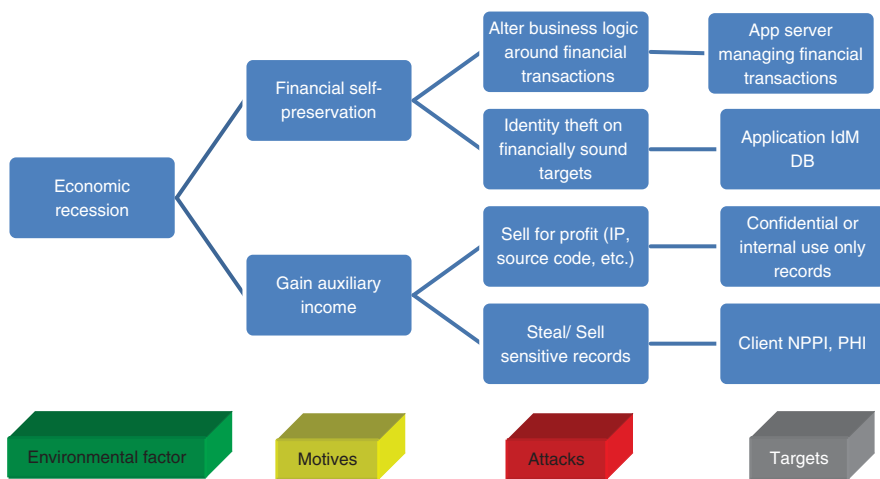 Alter business logic
around financial
transactions
App server
managing financial
transactions
Financial self-
preservation
Identity theft on
financially sound
targets
Application IdM
DB
Economic
recession
Sell for profit (IP,
source code, etc.)
Confidential or
internal use only
records
Gain auxiliary
income
Steal/ Sell
sensitive records
Client NPPI, PHI
Environmental factor
Motives
Attacks
Targets